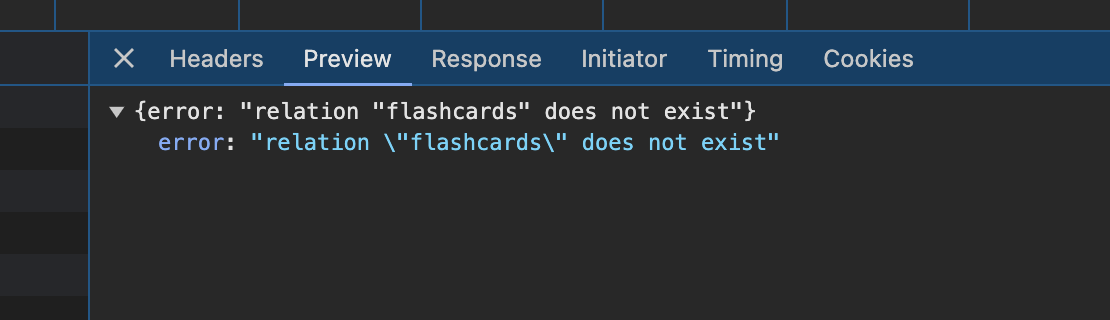 Headers Preview Response Initiator Timing Cookies
{error: "relation "flashcards" does not exist"}
error: "relation \"flashcards\" does not exist"